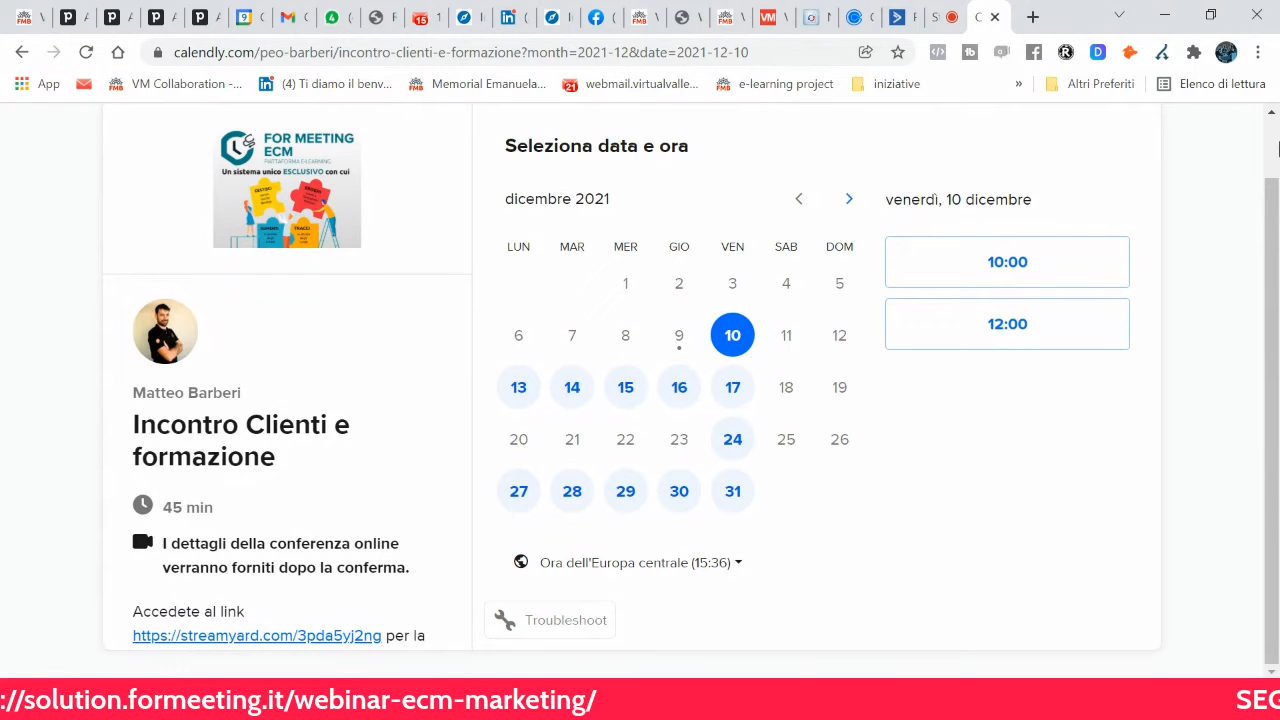 calendly.com/peo-barberi/incontro-clienti-e-formazione?month=2021-12&date=2021-12-10
App
VM Collaboration -...
(4) Ti diamo il benv...
Memorial Emanuela...
webmail.virtualvalle...
e-learning project
iniziative
»
Altri Preferiti
Elenco di lettura
FOR MEETING
ECM
PIATTAFORMA E-LEARNING
Un sistema unico ESCLUSIVO con cui
Matteo Barberi
Incontro Clienti e
formazione
45 min
I dettagli della conferenza online
verranno forniti dopo la conferma.
Accedete al link
https://streamyard.com/3pda5yj2ng per la
Seleziona data e ora
dicembre 2021
LUN MAR MER GIO VEN SAB DOM
1 2 3 4 5
6 7 8 9 10 11 12
13 14 15 16 17 18 19
20 21 22 23 24 25 26
27 28 29 30 31
Ora dell'Europa centrale (15:36)
Troubleshoot
venerdì, 10 dicembre
10:00
12:00
://solution.formeeting.it/webinar-ecm-marketing/
SEG